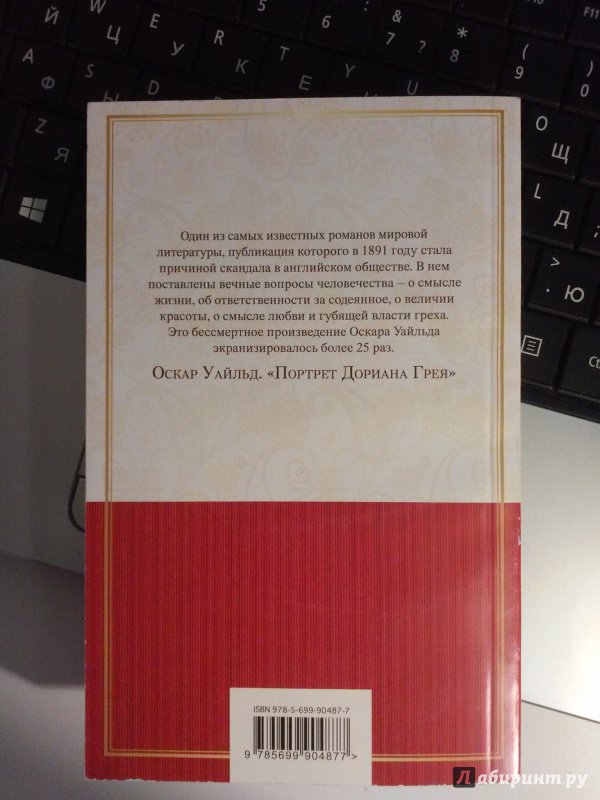 Один из самых известных романов мировой
литературы, публикация которого в 1891 году стала
причиной скандала в английском обществе. В нем
поставлены вечные вопросы человечества – о смысле
жизни, об ответственности за содеянное, о величии
красоты, о смысле любви и губящей власти греха.
Это бессмертное произведение Оскара Уайльда
экранизировалось более 25 раз.
Оскар Уайльд. «Портрет Дориана Грея»
ISBN 978-5-699-90487-7
9 785699 904877 >
Лабиринт.ру